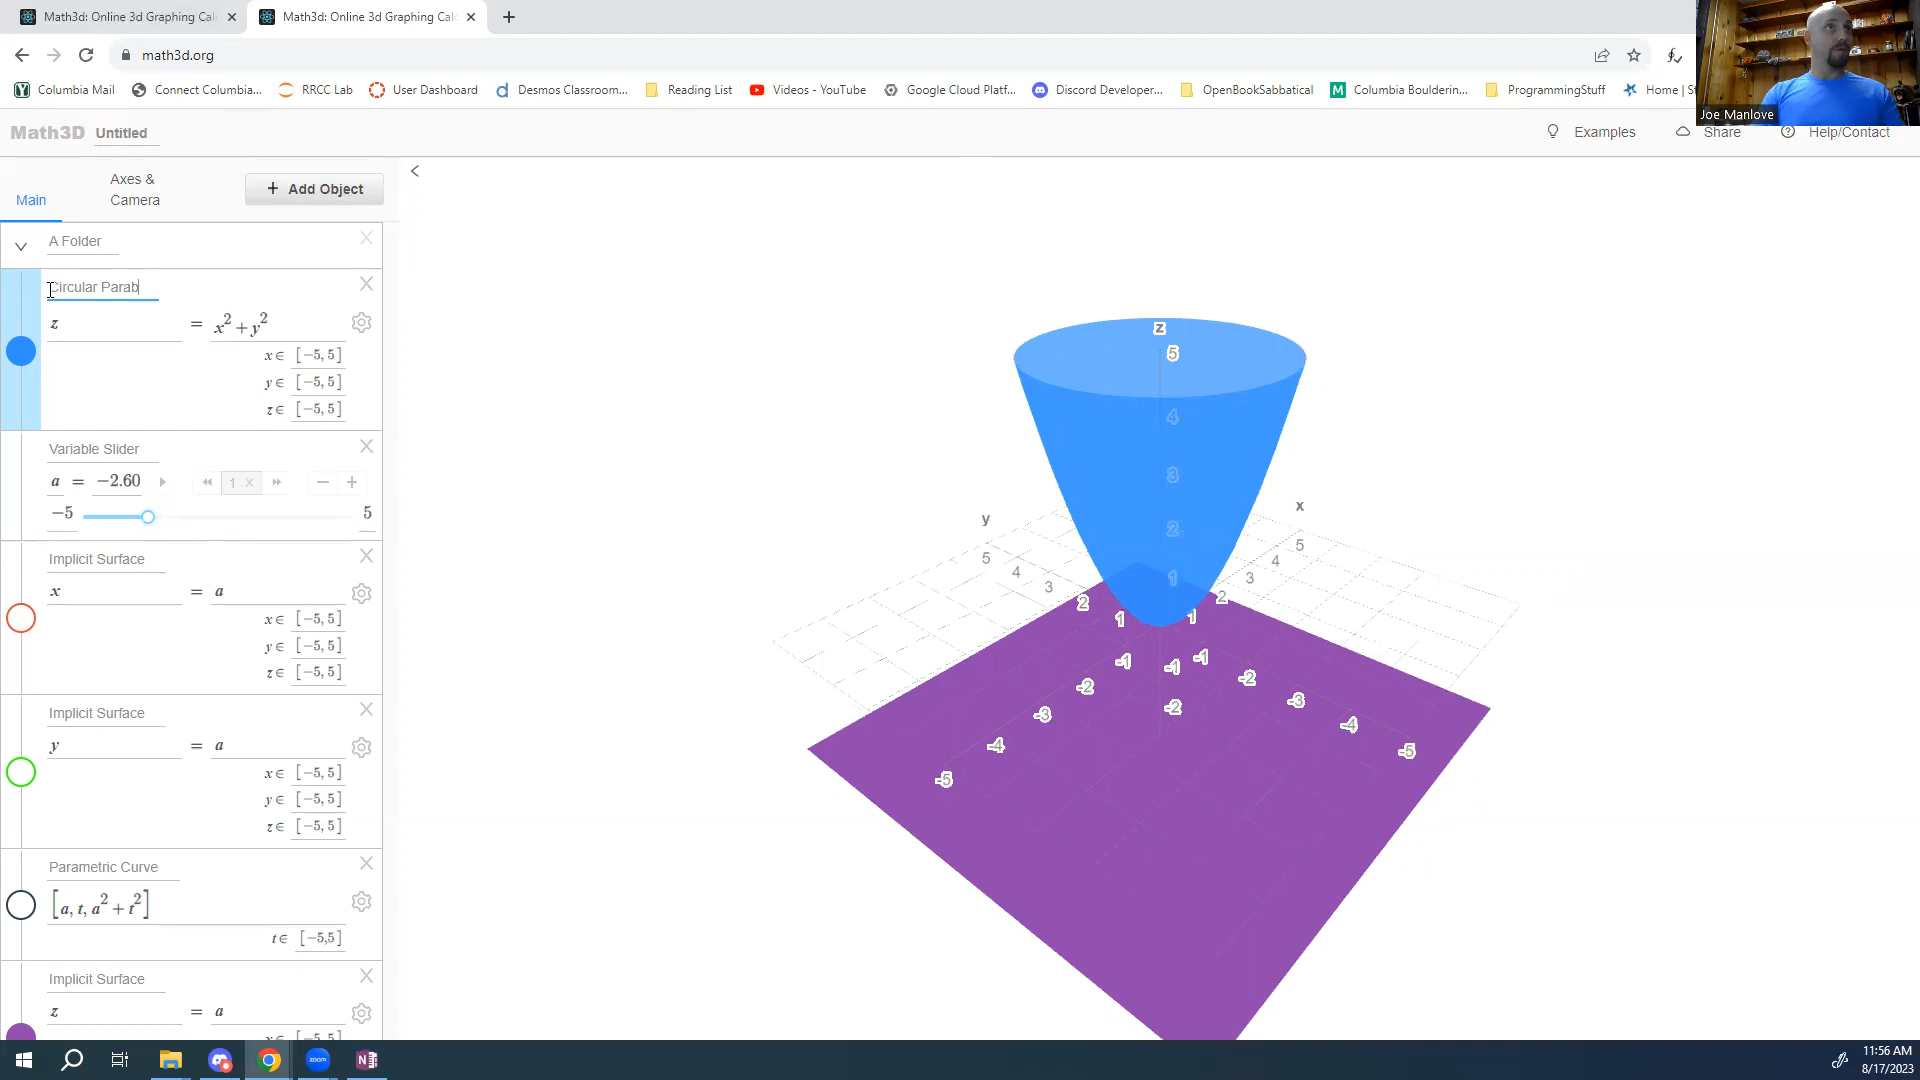 Math3d: Online 3d Graphing Cal
Math3d: Online 3d Graphing Calc
math3d.org
Columbia Mail
Connect Columbia...
RRCC Lab
User Dashboard
Desmos Classroom...
Reading List
Videos - YouTube
Google Cloud Platf...
Discord Developer...
OpenBookSabbatical
Columbia Boulderin...
ProgrammingStuff
Home | St
Joe Manlove
Math3D
Untitled
Examples
Share
Help/Contact
Main
Axes &
Camera
+ Add Object
A Folder
Circular Parab
z = x² + y²
x ∈ [−5, 5]
y ∈ [−5, 5]
z ∈ [−5, 5]
Variable Slider
a = −2.60
1 X
−5
5
Implicit Surface
x = a
x ∈ [−5, 5]
y ∈ [−5, 5]
z ∈ [−5, 5]
Implicit Surface
y = a
x ∈ [−5, 5]
y ∈ [−5, 5]
z ∈ [−5, 5]
Parametric Curve
[a, t, a² + t²]
t ∈ [−5,5]
Implicit Surface
z = a
x ∈ [−5, 5]
z
5
4
3
2
1
y
5
4
3
2
1
x
5
4
3
2
1
-1
-2
-3
-4
-5
-1
-2
-1
-2
-3
-4
-5
zoom
N
11:56 AM
8/17/2023